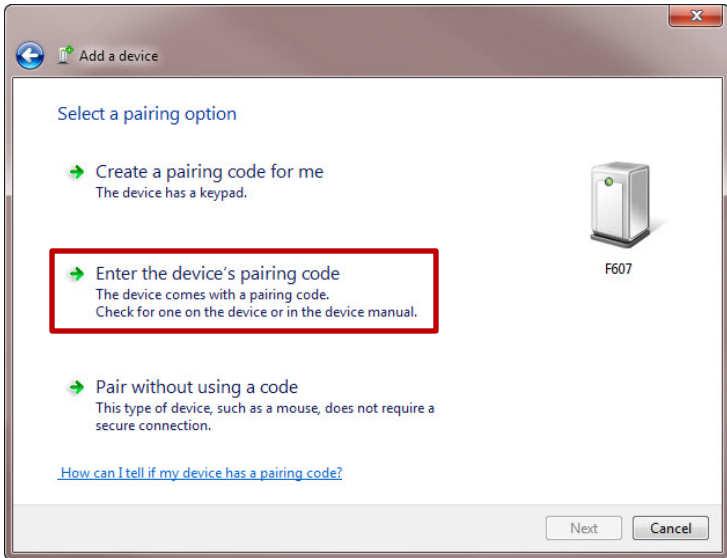 Add a device
Select a pairing option
Create a pairing code for me
The device has a keypad.
F607
Enter the device's pairing code
The device comes with a pairing code.
Check for one on the device or in the device manual.
Pair without using a code
This type of device, such as a mouse, does not require a
secure connection.
How can I tell if my device has a pairing code?
Next Cancel